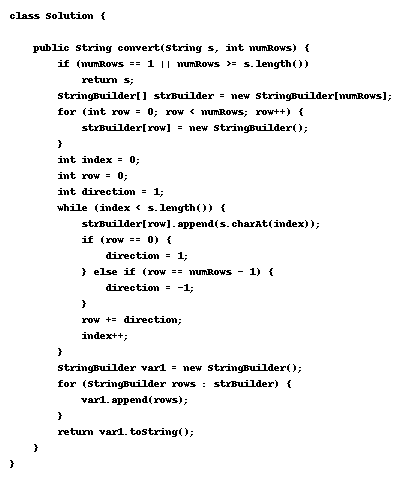 class Solution {
    public String convert(String s, int numRows) {
        if (numRows == 1 || numRows >= s.length())
            return s;
        StringBuilder[] strBuilder = new StringBuilder[numRows];
        for (int row = 0; row < numRows; row++) {
            strBuilder[row] = new StringBuilder();
        }
        int index = 0;
        int row = 0;
        int direction = 1;
        while (index < s.length()) {
            strBuilder[row].append(s.charAt(index));
            if (row == 0) {
                direction = 1;
            } else if (row == numRows - 1) {
                direction = -1;
            }
            row += direction;
            index++;
        }
        StringBuilder var1 = new StringBuilder();
        for (StringBuilder rows : strBuilder) {
            var1.append(rows);
        }
        return var1.toString();
    }
}